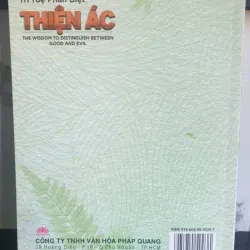 Trí Tuệ Phân Biệt
THIỆN ÁC
THE WISDOM TO DISTINGUISH BETWEEN
GOOD AND EVIL
CÔNG TY TNHH VĂN HÓA PHÁP QUANG